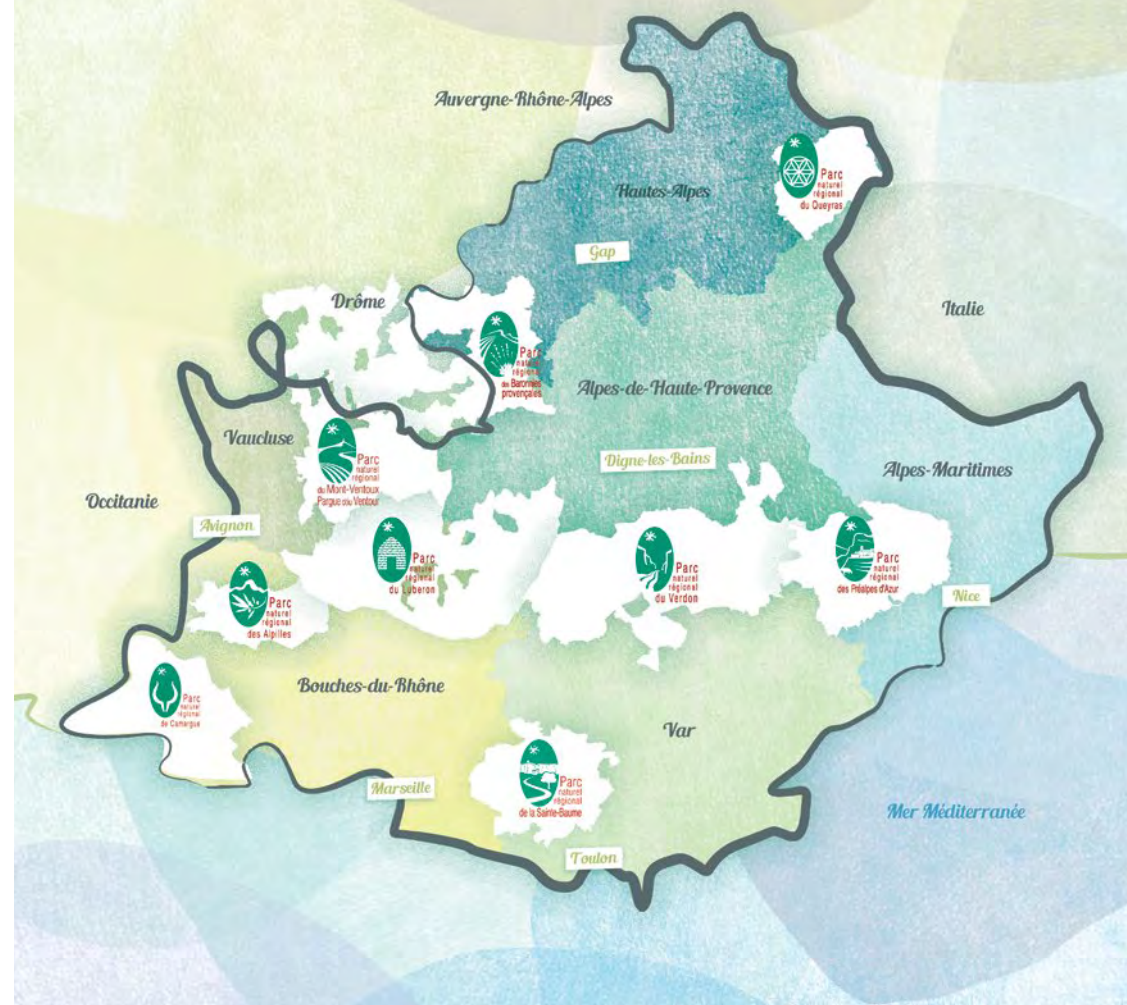 Auvergne-Rhône-Alpes
Parc
naturel
régional
du Queyras
Hautes-Alpes
Gap
Drôme
Italie
Parc
naturel
régional
des Baronnies
provençales
Alpes-de-Haute-Provence
Vaucluse
Parc
naturel
régional
du Mont-Ventoux
Digne-les-Bains
Alpes-Maritimes
Occitanie
Avignon
Parc
naturel
régional
du Luberon
Parc
naturel
régional
du Verdon
Parc
naturel
régional
des Préalpes d'Azur
Nice
Parc
naturel
régional
des Alpilles
Bouches-du-Rhône
Parc
naturel
régional
de Camargue
Var
Parc
naturel
régional
de la Sainte-Baume
Marseille
Mer Méditerranée
Toulon